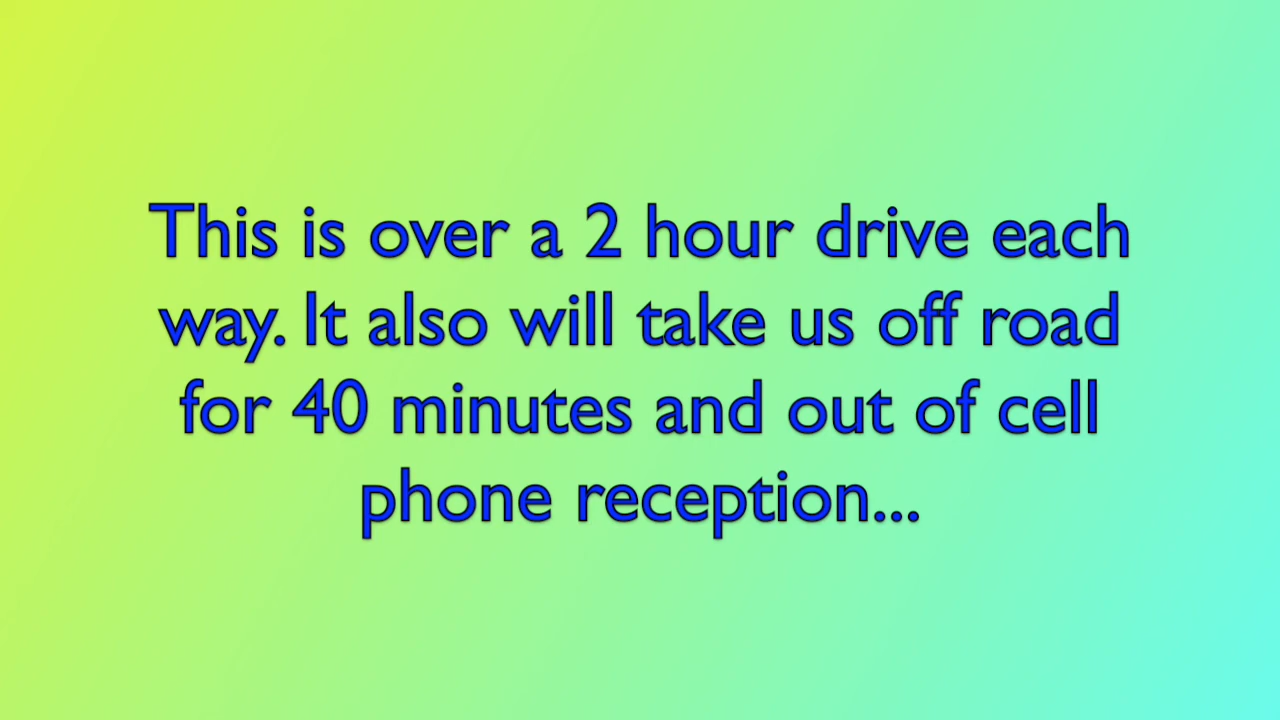 This is over a 2 hour drive each
way. It also will take us off road
for 40 minutes and out of cell
phone reception...